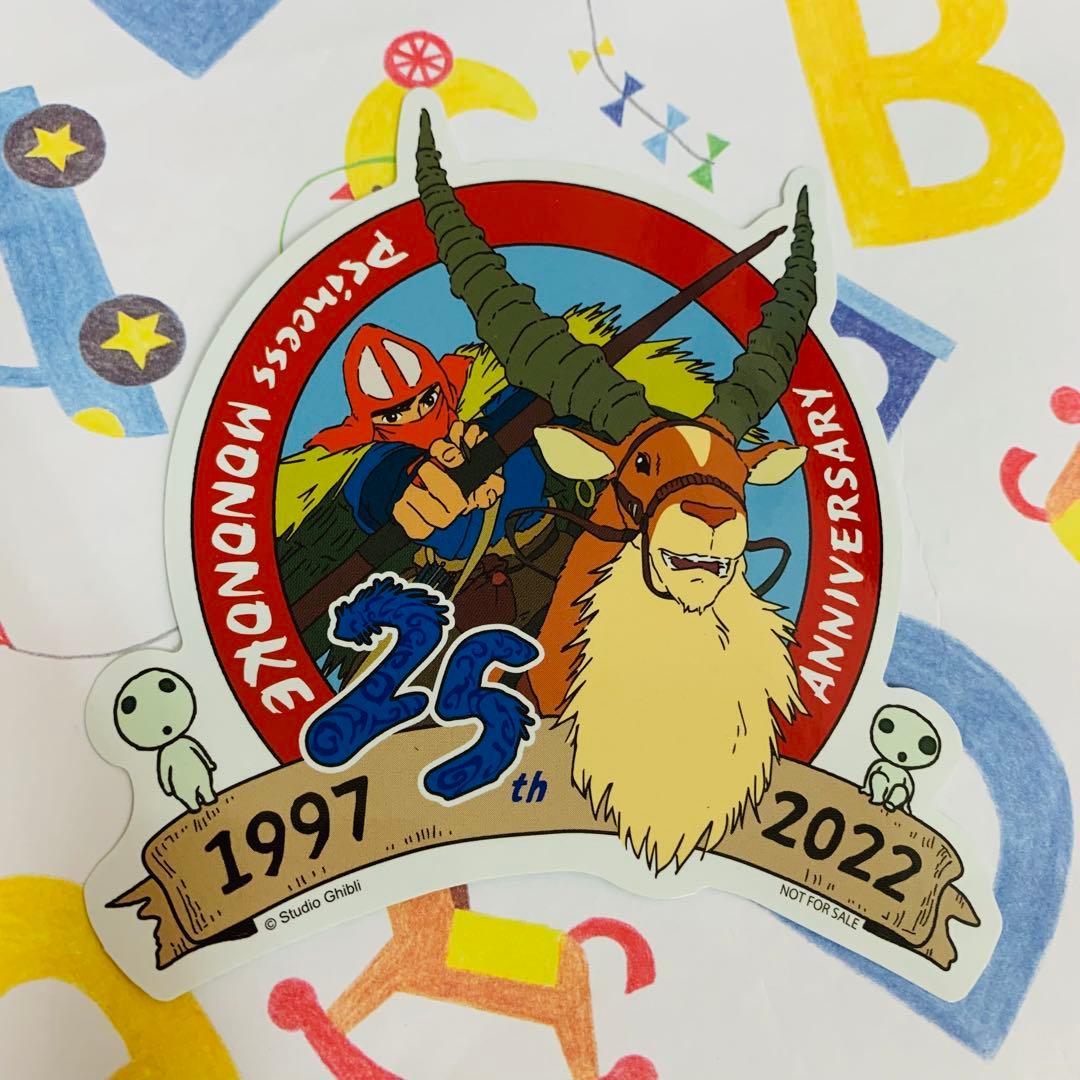 Princess MONONOKE
ANNIVERSARY
25th
1997
2022
© Studio Ghibli
NOT FOR SALE
B